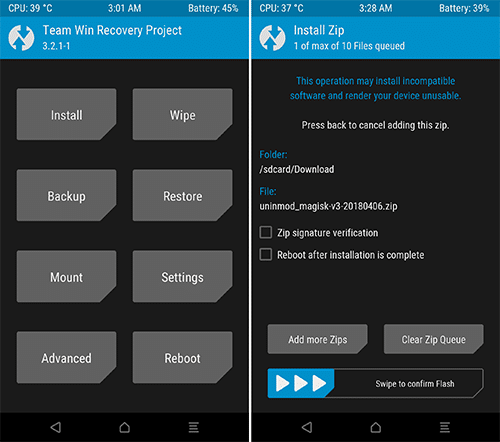 CPU: 39 °C 3:01 AM Battery: 45%
Team Win Recovery Project
3.2.1-1
Install Wipe
Backup Restore
Mount Settings
Advanced Reboot
CPU: 37 °C 3:28 AM Battery: 39%
Install Zip
1 of max of 10 Files queued
This operation may install incompatible
software and render your device unusable.
Press back to cancel adding this zip.
Folder:
/sdcard/Download
File:
uninmod_magisk-v3-20180406.zip
Zip signature verification
Reboot after installation is complete
Add more Zips Clear Zip Queue
Swipe to confirm Flash